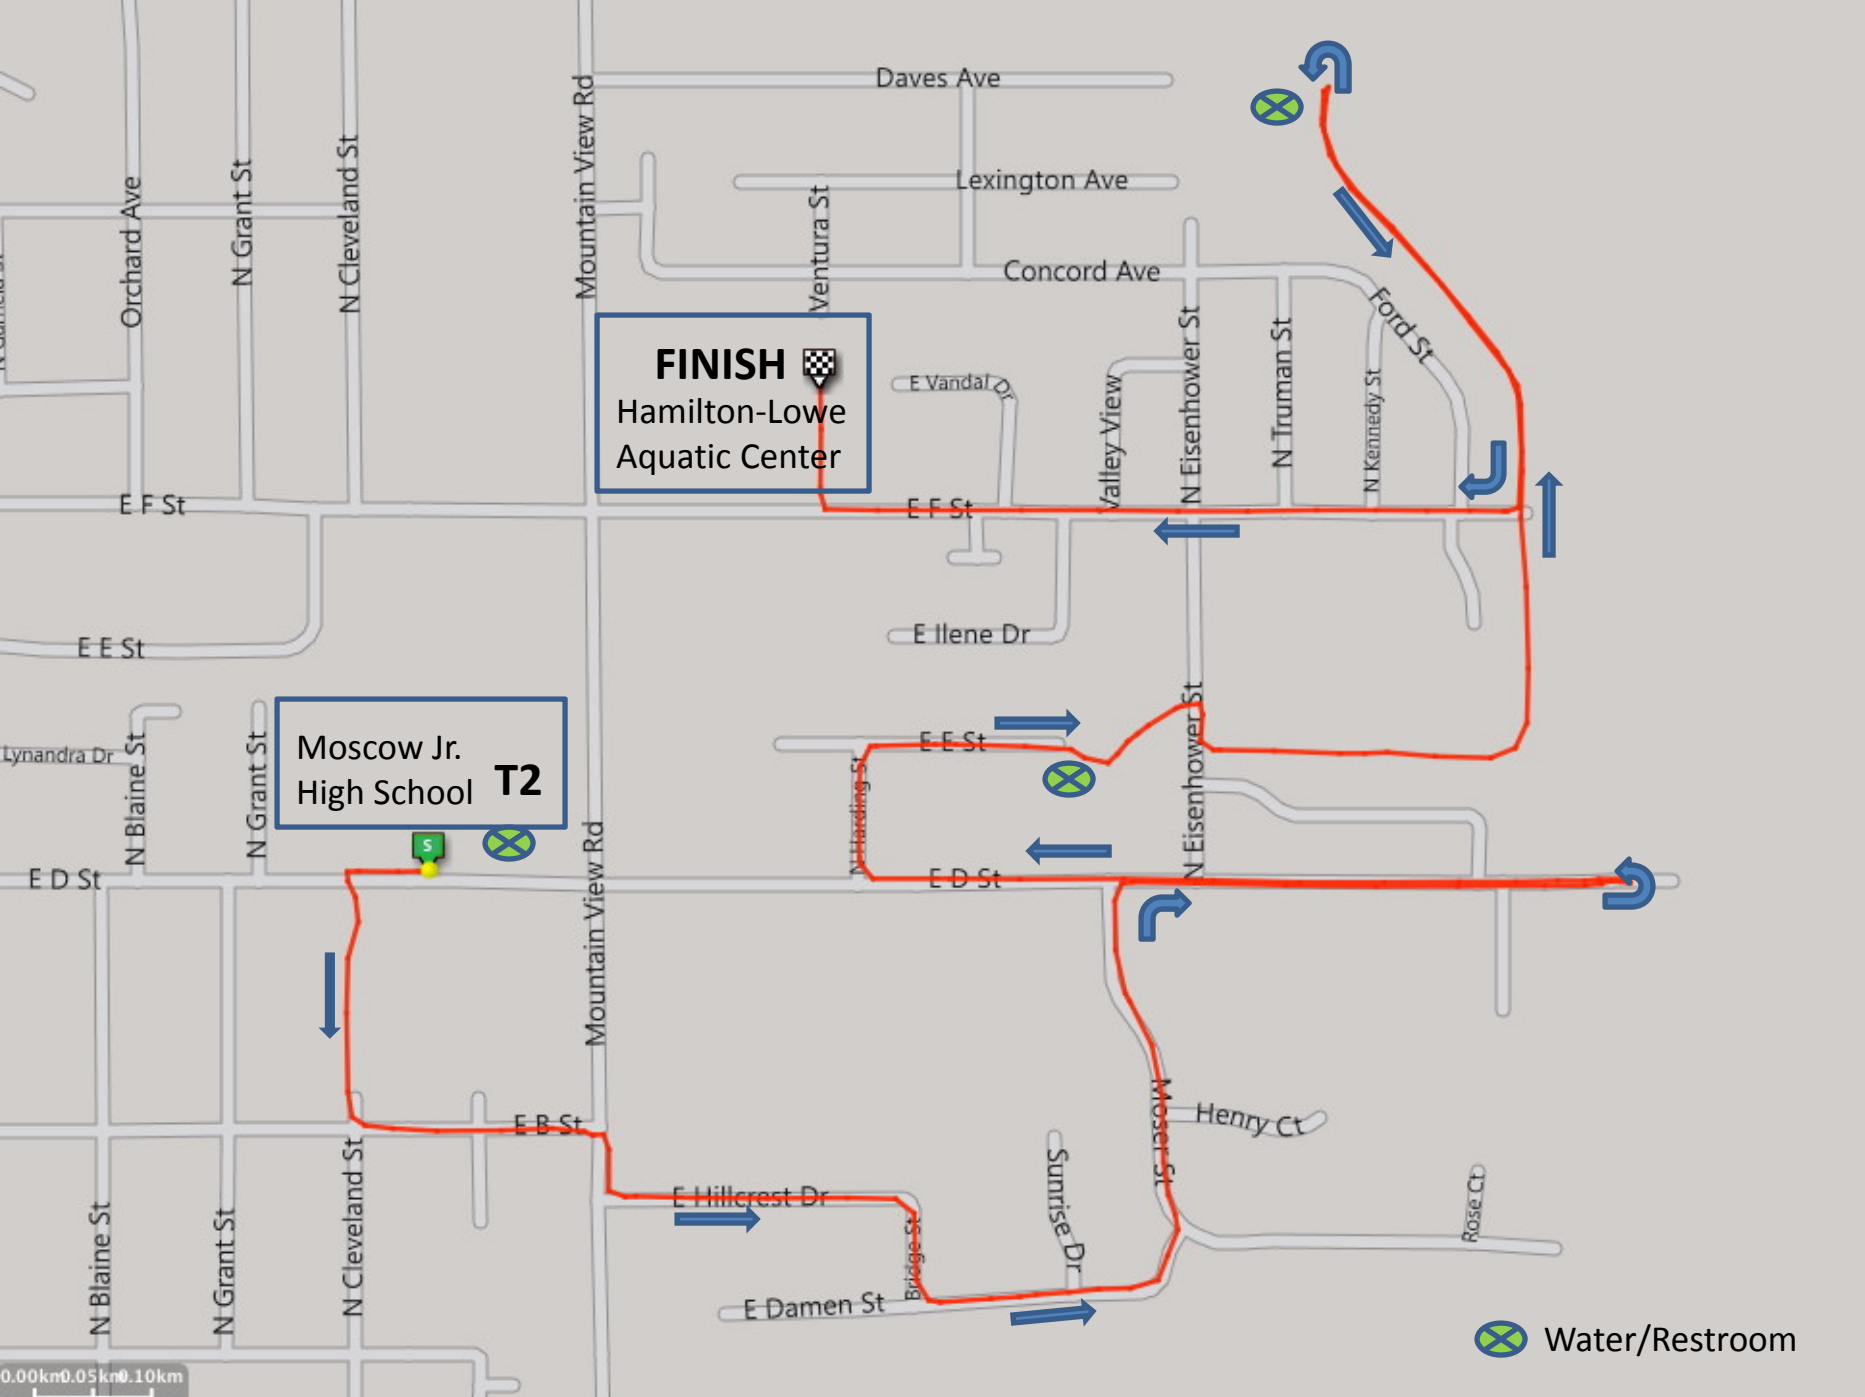 Daves Ave
Mountain View Rd
N Cleveland St
N Grant St
Orchard Ave
Lexington Ave
Ventura St
Concord Ave
Ford St
N Eisenhower St
N Truman St
N Kennedy St
Valley View
E Vandal Dr
FINISH
Hamilton-Lowe
Aquatic Center
E F St
E F St
E Ilene Dr
E E St
N Eisenhower St
Moscow Jr.
High School T2
E E St
Lynandra Dr
N Blaine St
N Grant St
N Harding St
S
E D St
E D St
Mountain View Rd
Moser St
Henry Ct
E B St
Sunrise Dr
Rose Ct
E Hillcrest Dr
Bridge St
N Blaine St
N Grant St
N Cleveland St
E Damen St
Water/Restroom
0.00km 0.05km 0.10km